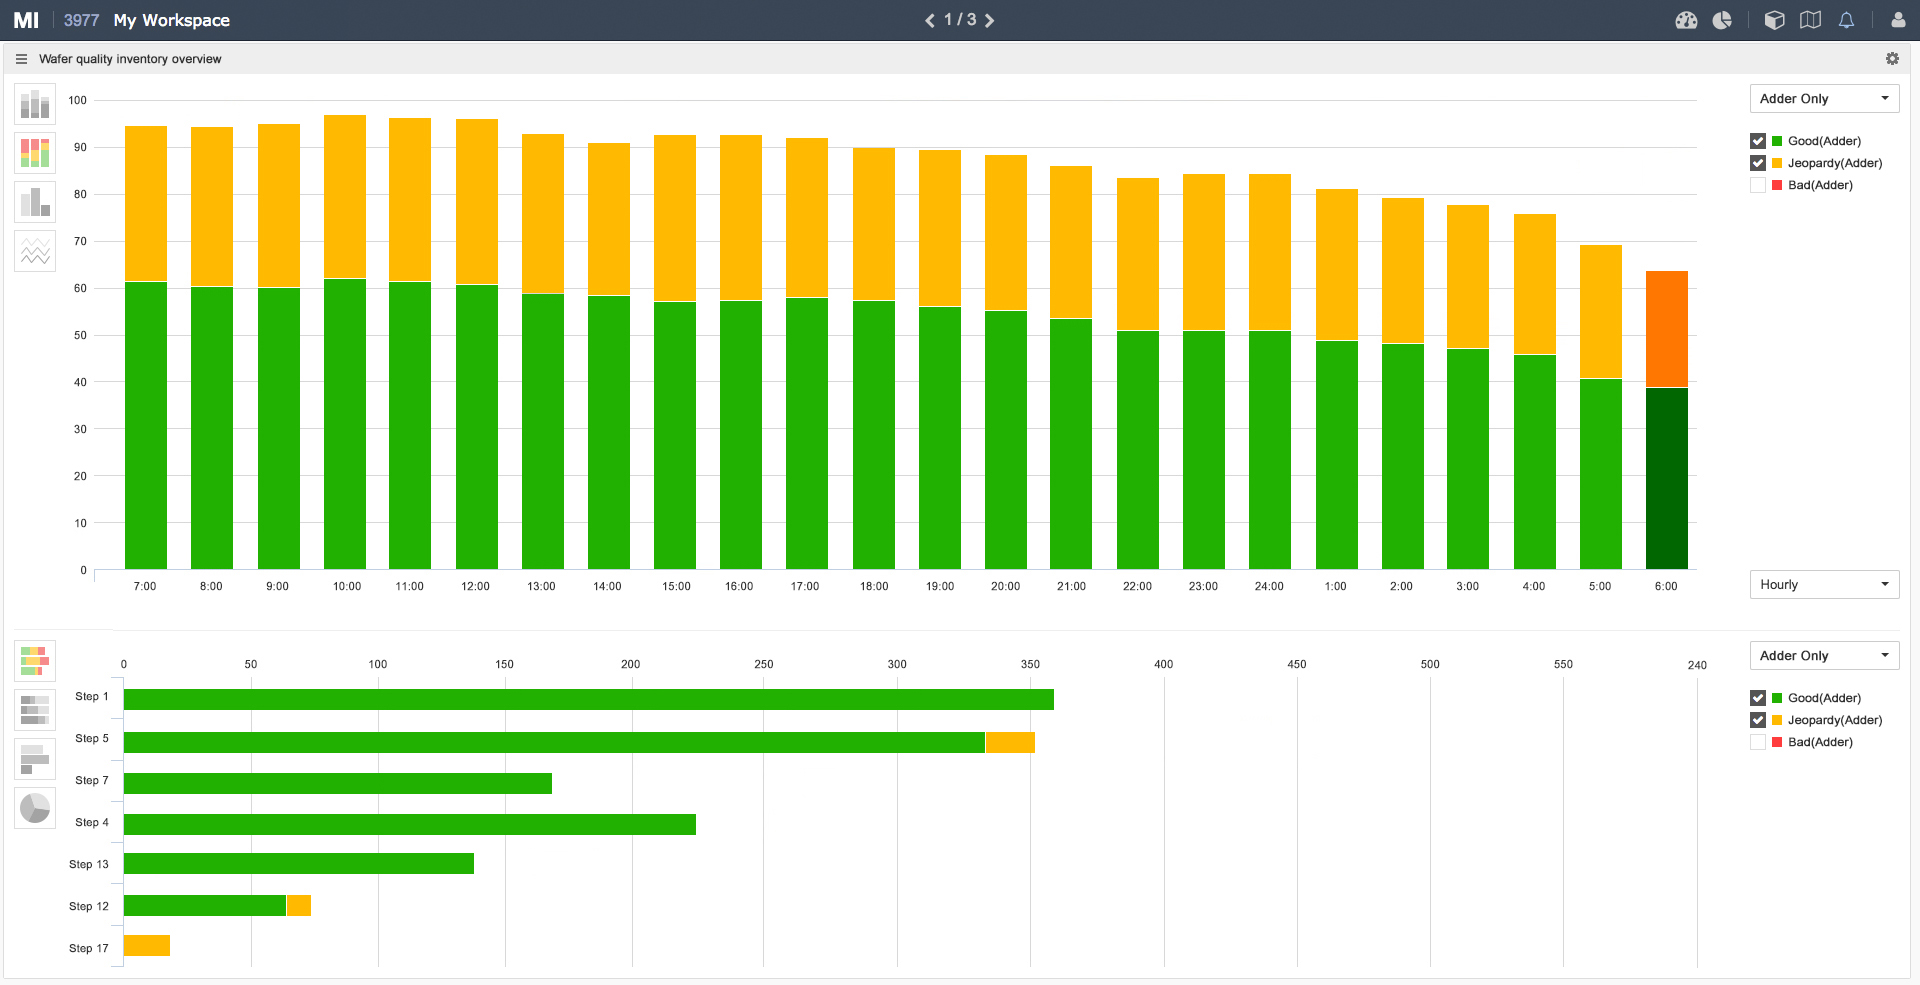 MI 3977 My Workspace 1 / 3
Wafer quality inventory overview
100
90
80
70
60
50
40
30
20
10
0
7:00 8:00 9:00 10:00 11:00 12:00 13:00 14:00 15:00 16:00 17:00 18:00 19:00 20:00 21:00 22:00 23:00 24:00 1:00 2:00 3:00 4:00 5:00 6:00
Adder Only
Good(Adder)
Jeopardy(Adder)
Bad(Adder)
Hourly
0 50 100 150 200 250 300 350 400 450 500 550 240
Step 1
Step 5
Step 7
Step 4
Step 13
Step 12
Step 17
Adder Only
Good(Adder)
Jeopardy(Adder)
Bad(Adder)